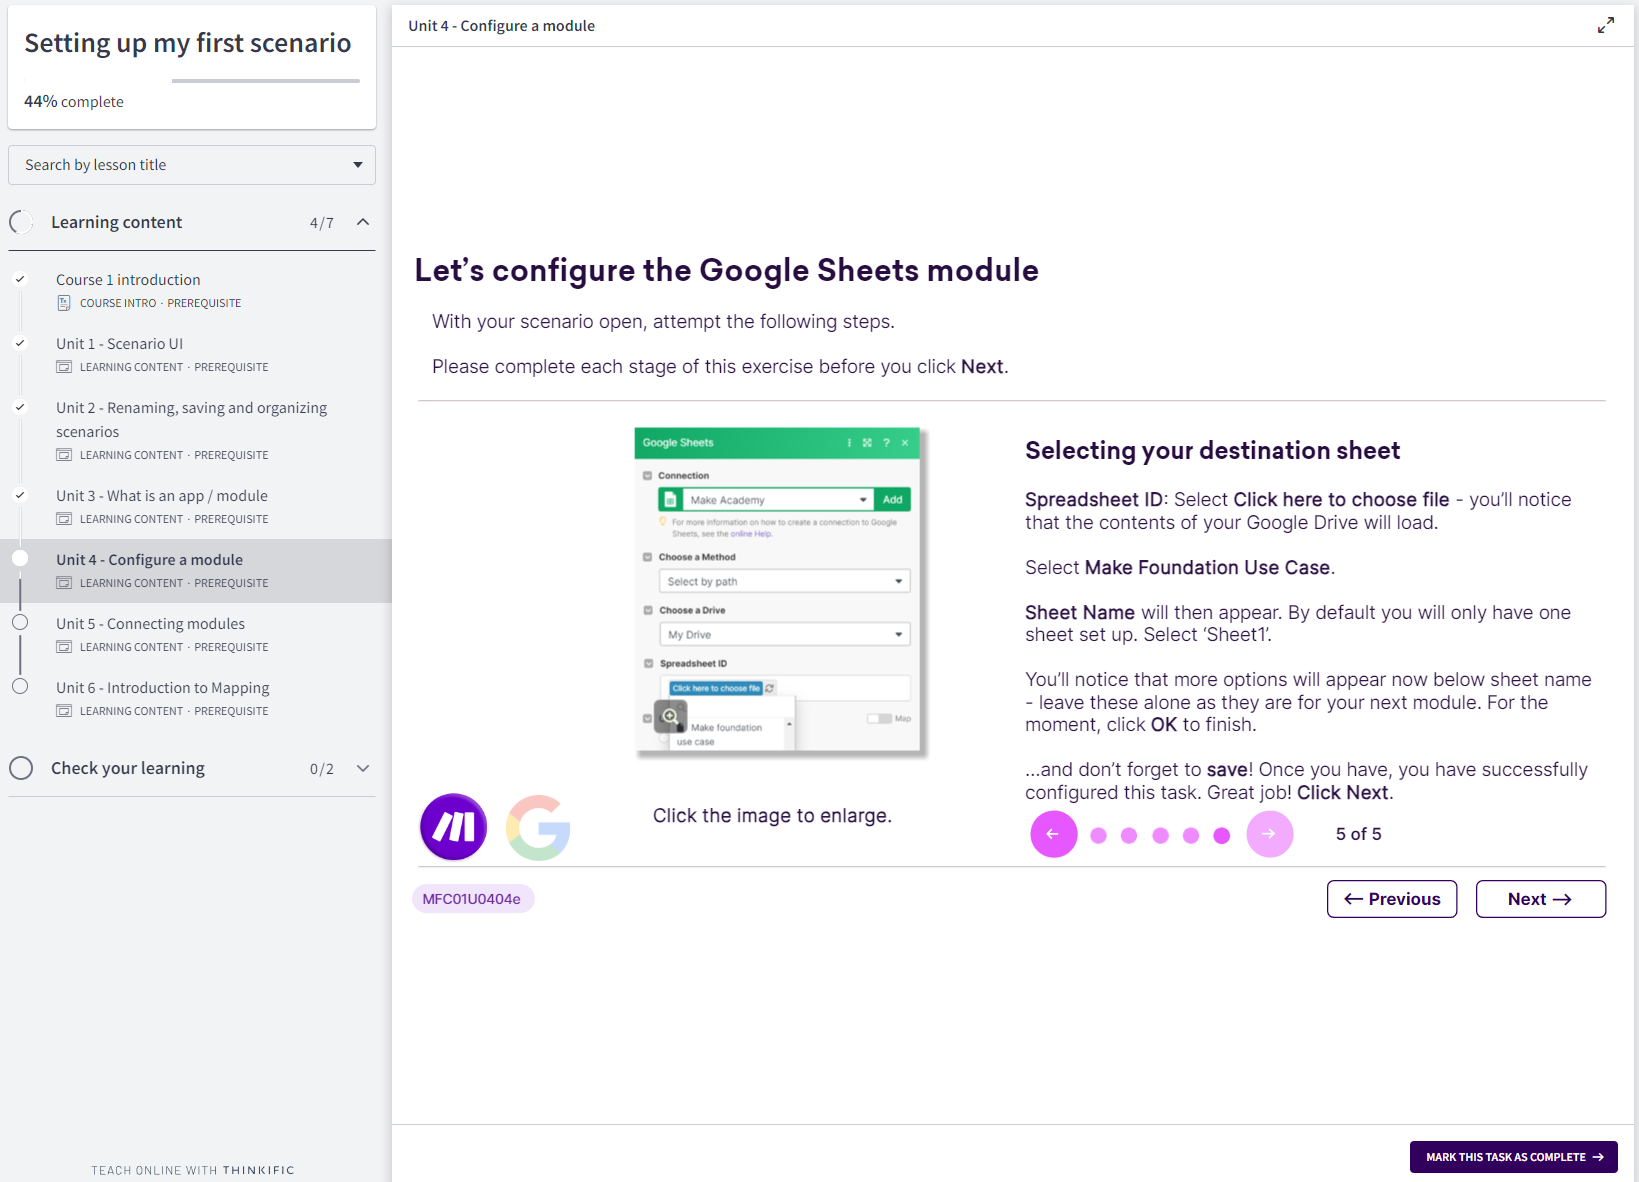 Setting up my first scenario
44% complete
Search by lesson title
Learning content
4/7
Course 1 introduction
COURSE INTRO · PREREQUISITE
Unit 1 - Scenario UI
LEARNING CONTENT · PREREQUISITE
Unit 2 - Renaming, saving and organizing
scenarios
LEARNING CONTENT · PREREQUISITE
Unit 3 - What is an app / module
LEARNING CONTENT · PREREQUISITE
Unit 4 - Configure a module
LEARNING CONTENT · PREREQUISITE
Unit 5 - Connecting modules
LEARNING CONTENT · PREREQUISITE
Unit 6 - Introduction to Mapping
LEARNING CONTENT · PREREQUISITE
Check your learning
0/2
TEACH ONLINE WITH THINKIFIC
Unit 4 - Configure a module
Let’s configure the Google Sheets module
With your scenario open, attempt the following steps.
Please complete each stage of this exercise before you click Next.
Google Sheets
Connection
Make Academy
Add
For more information on how to create a connection to Google
Sheets, see the online Help.
Choose a Method
Select by path
Choose a Drive
My Drive
Spreadsheet ID
Click here to choose file
Map
Make foundation
use case
Click the image to enlarge.
Selecting your destination sheet
Spreadsheet ID: Select Click here to choose file - you’ll notice
that the contents of your Google Drive will load.
Select Make Foundation Use Case.
Sheet Name will then appear. By default you will only have one
sheet set up. Select ‘Sheet1’.
You’ll notice that more options will appear now below sheet name
- leave these alone as they are for your next module. For the
moment, click OK to finish.
...and don’t forget to save! Once you have, you have successfully
configured this task. Great job! Click Next.
5 of 5
MFC01U0404e
← Previous
Next →
MARK THIS TASK AS COMPLETE →